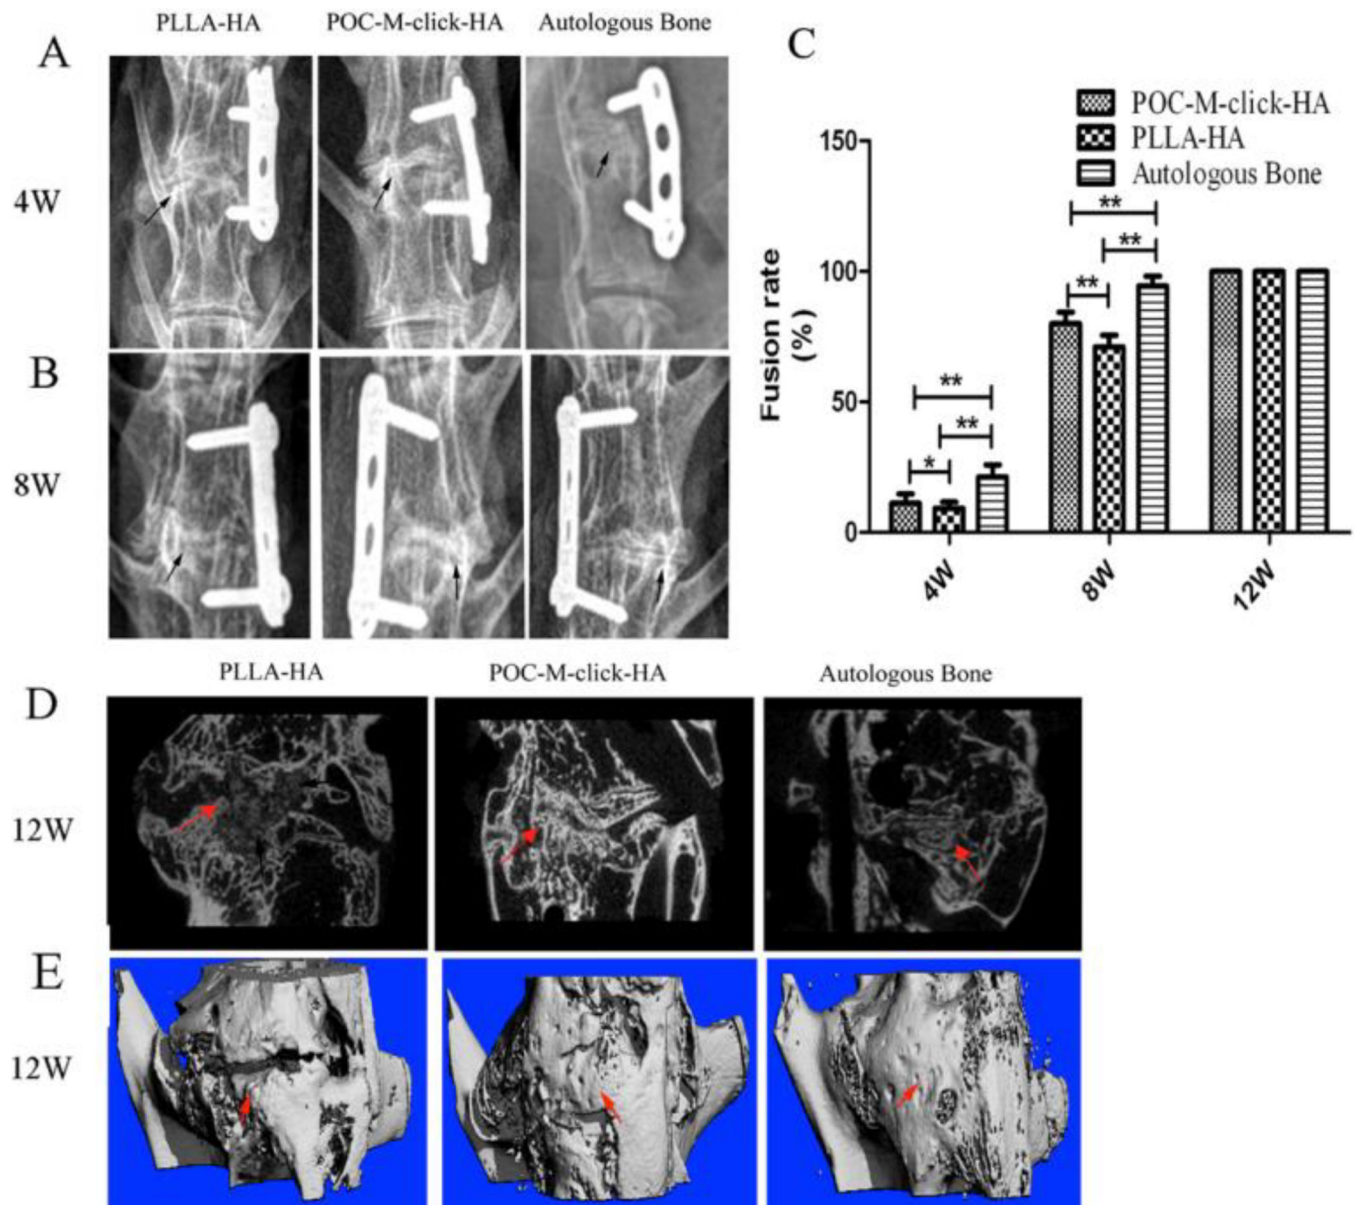 PLLA-HA POC-M-click-HA Autologous Bone
A
4W
B
8W
C
POC-M-click-HA
PLLA-HA
Autologous Bone
150
100
50
0
Fusion rate
(%)
**
**
*
**
**
**
4W 8W 12W
PLLA-HA POC-M-click-HA Autologous Bone
D
12W
E
12W